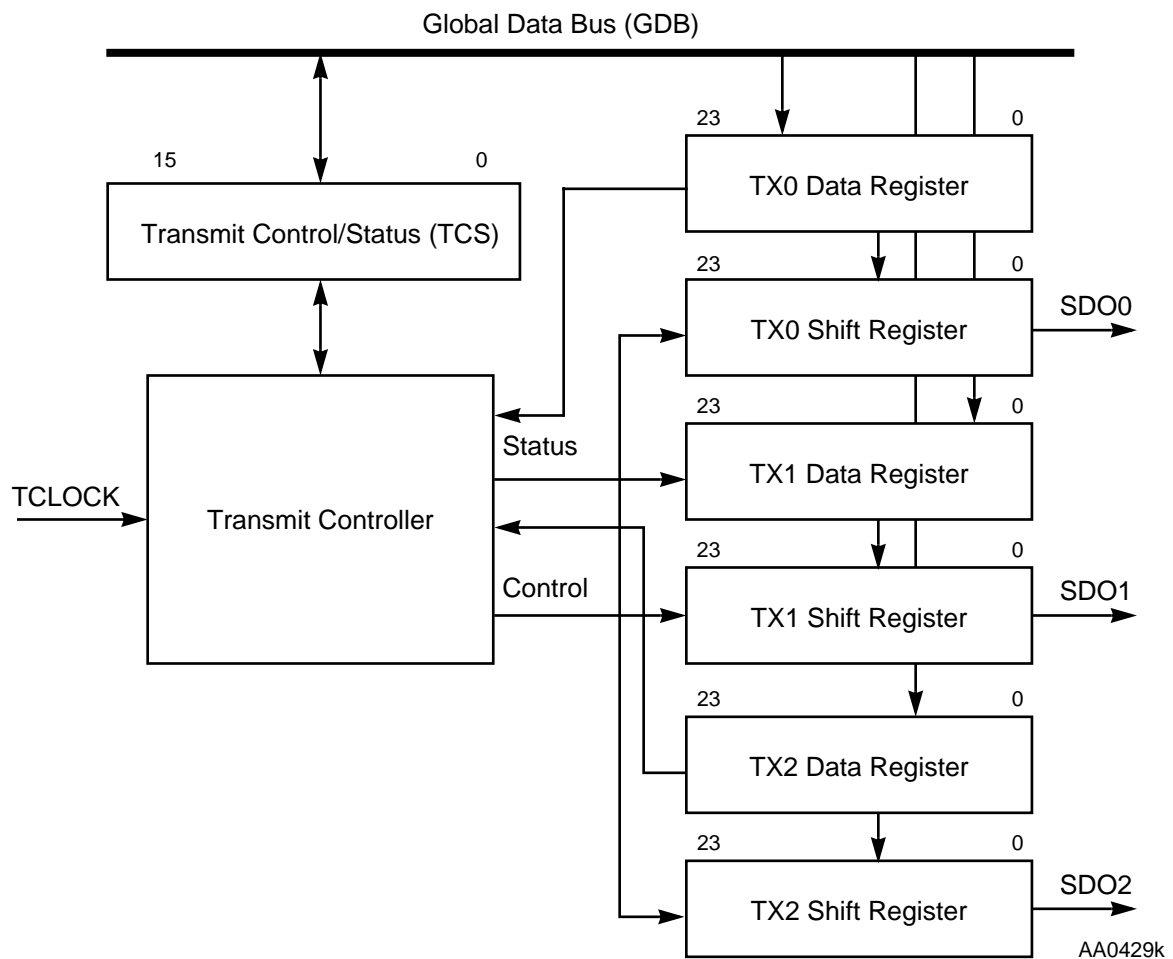 Global Data Bus (GDB)
23 0
TX0 Data Register
15 0
Transmit Control/Status (TCS)
23 0
TX0 Shift Register
SDO0
23 0
TX1 Data Register
Status
TCLOCK
Transmit Controller
23 0
TX1 Shift Register
Control
SDO1
23 0
TX2 Data Register
23 0
TX2 Shift Register
SDO2
AA0429k